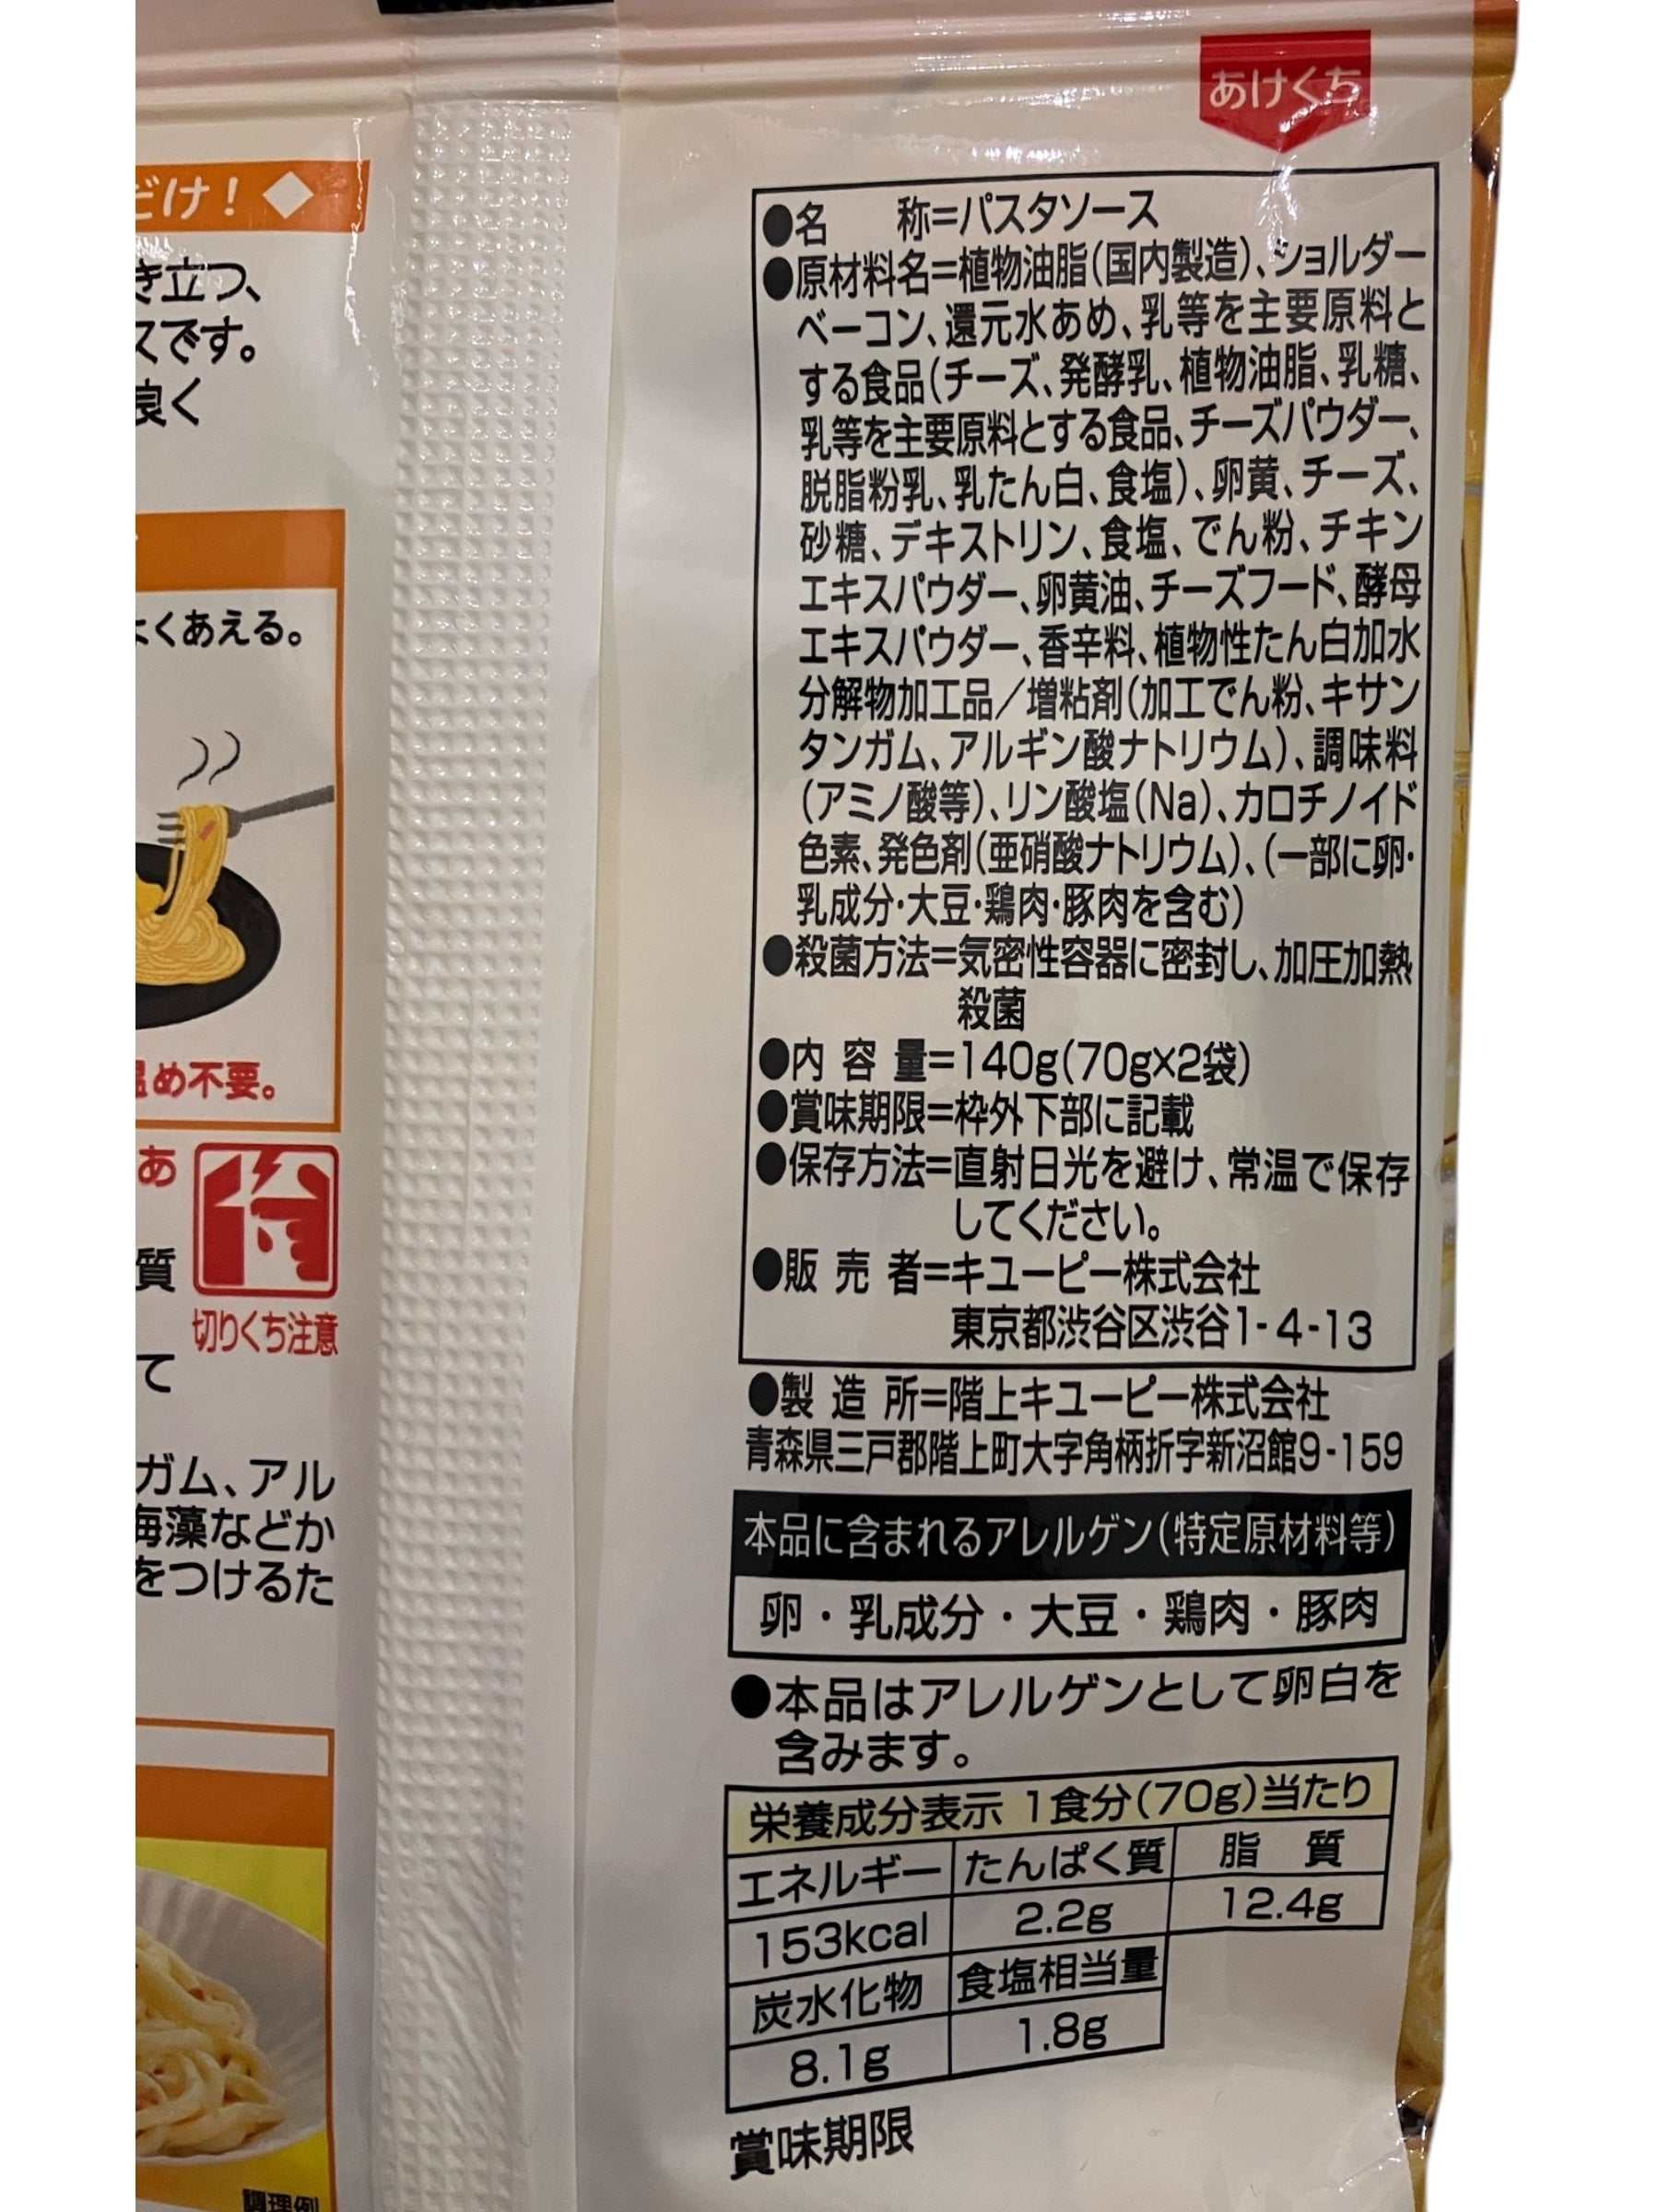 あけくち
だけ!◆
き立つ、
スです。
良く
よくあえる。
温め不要。
あ
質
切りくち注意
て
ガム、アル
海藻などか
をつけるた
調理例
●名　　称=パスタソース
●原材料名=植物油脂(国内製造)、ショルダー
ベーコン、還元水あめ、乳等を主要原料と
する食品(チーズ、発酵乳、植物油脂、乳糖、
乳等を主要原料とする食品、チーズパウダー、
脱脂粉乳、乳たん白、食塩)、卵黄、チーズ、
砂糖、デキストリン、食塩、でん粉、チキン
エキスパウダー、卵黄油、チーズフード、酵母
エキスパウダー、香辛料、植物性たん白加水
分解物加工品/増粘剤(加工でん粉、キサン
タンガム、アルギン酸ナトリウム)、調味料
(アミノ酸等)、リン酸塩(Na)、カロチノイド
色素、発色剤(亜硝酸ナトリウム)、(一部に卵・
乳成分・大豆・鶏肉・豚肉を含む)
●殺菌方法=気密性容器に密封し、加圧加熱
殺菌
●内 容 量=140g(70g×2袋)
●賞味期限=枠外下部に記載
●保存方法=直射日光を避け、常温で保存
してください。
●販 売 者=キユーピー株式会社
東京都渋谷区渋谷1-4-13
●製 造 所=階上キユーピー株式会社
青森県三戸郡階上町大字角柄折字新沼館9-159
本品に含まれるアレルゲン(特定原材料等)
卵・乳成分・大豆・鶏肉・豚肉
●本品はアレルゲンとして卵白を
含みます。
栄養成分表示 1食分(70g)当たり
エネルギー たんぱく質 脂 質
153kcal 2.2g 12.4g
炭水化物 食塩相当量
8.1g 1.8g
賞味期限